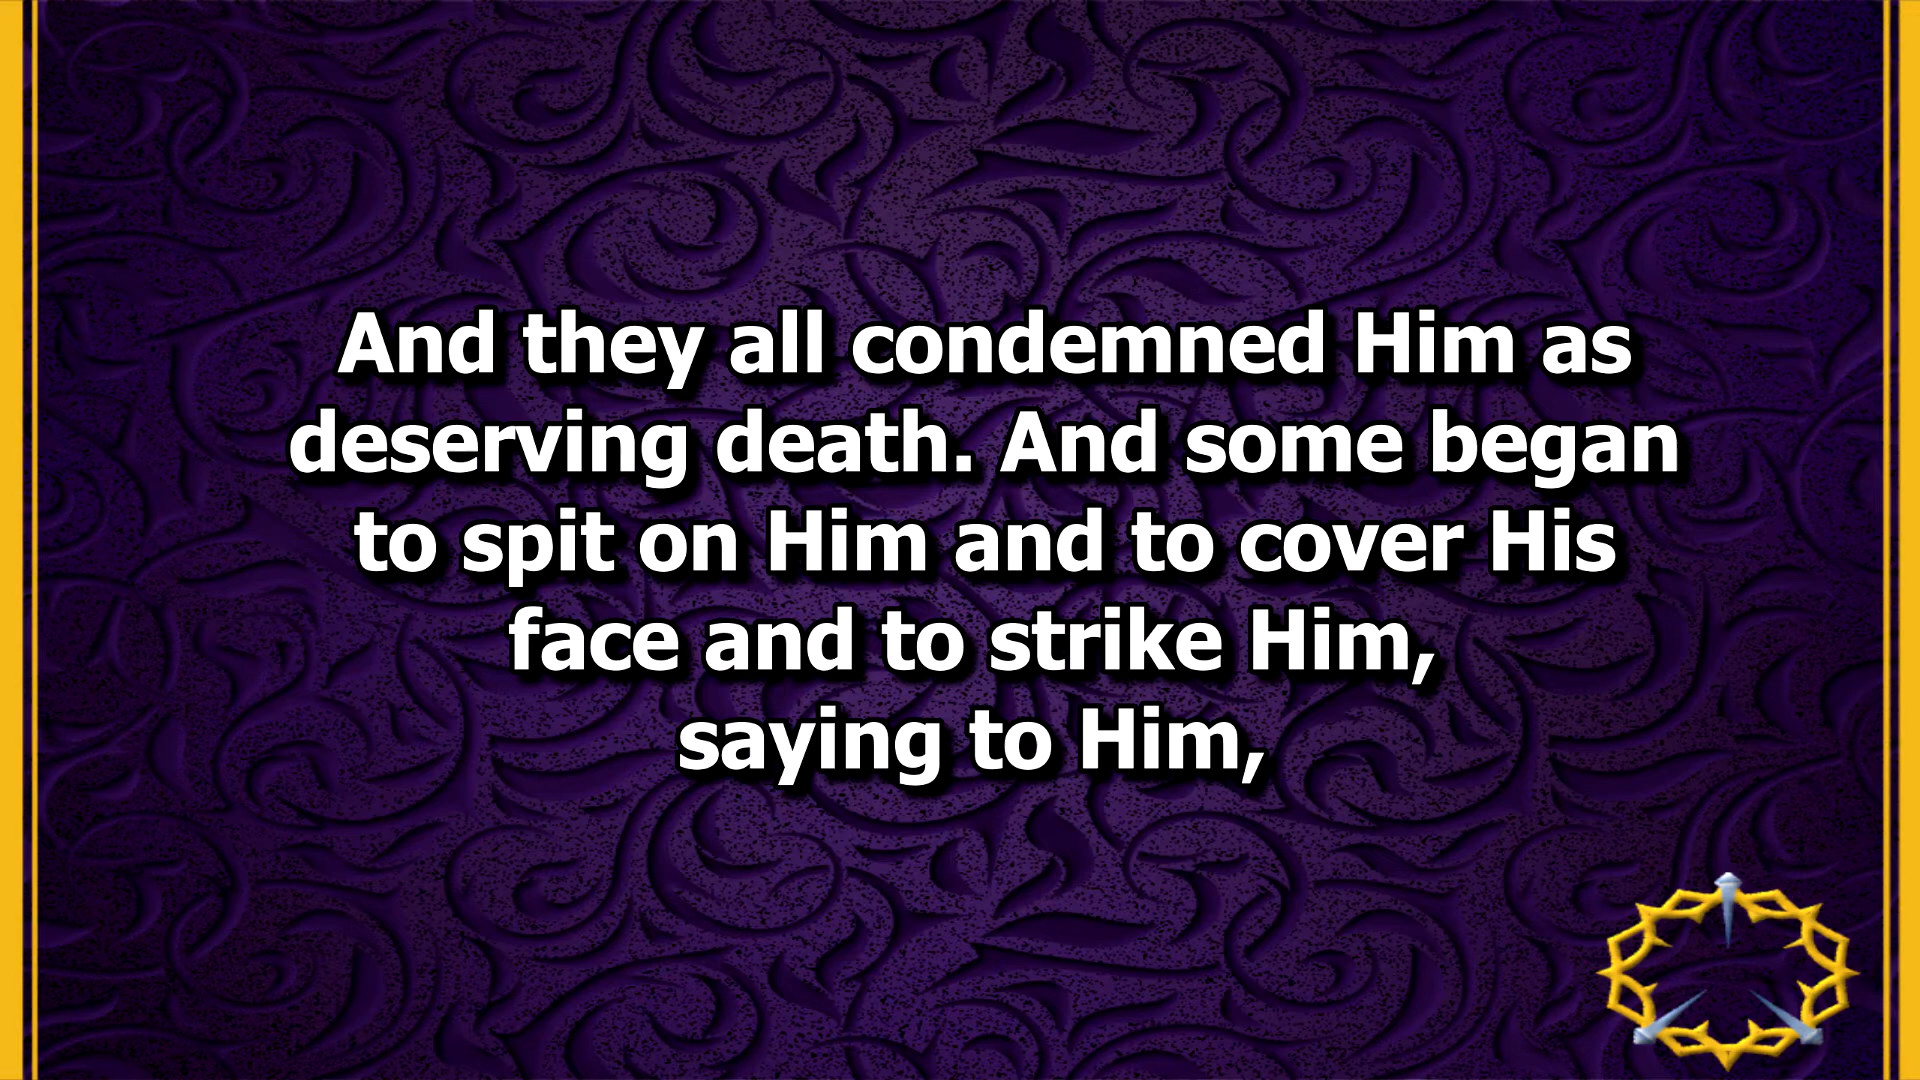 And they all condemned Him as
deserving death. And some began
to spit on Him and to cover His
face and to strike Him,
saying to Him,